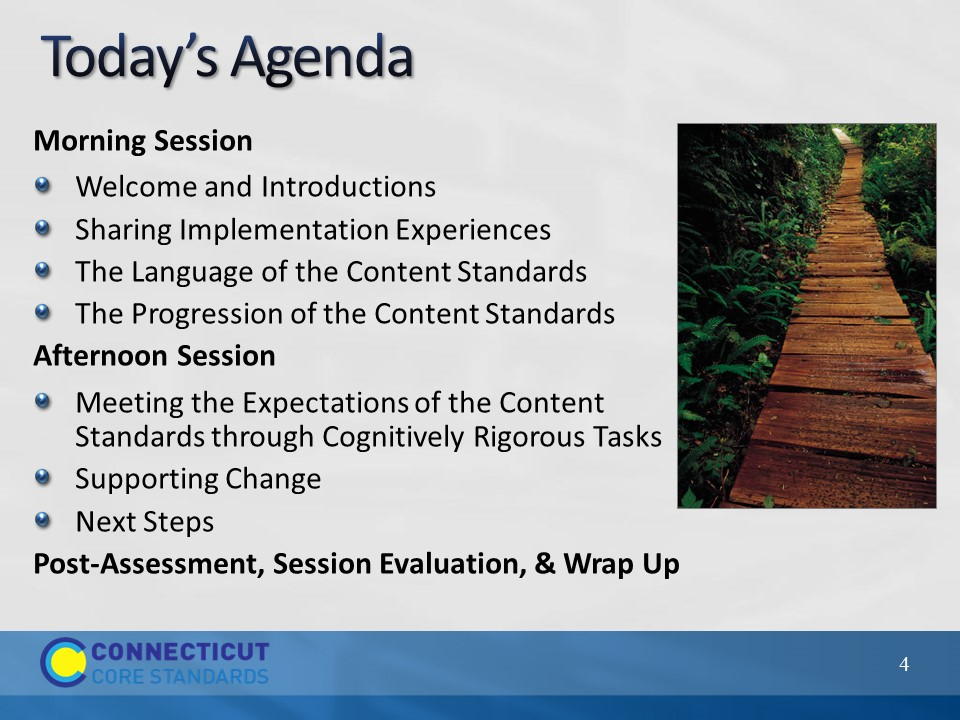 Today's Agenda
Morning Session
Welcome and Introductions
Sharing Implementation Experiences
The Language of the Content Standards
The Progression of the Content Standards
Afternoon Session
Meeting the Expectations of the Content
Standards through Cognitively Rigorous Tasks
Supporting Change
Next Steps
Post-Assessment, Session Evaluation, & Wrap Up
CONNECTICUT
CORE STANDARDS
4